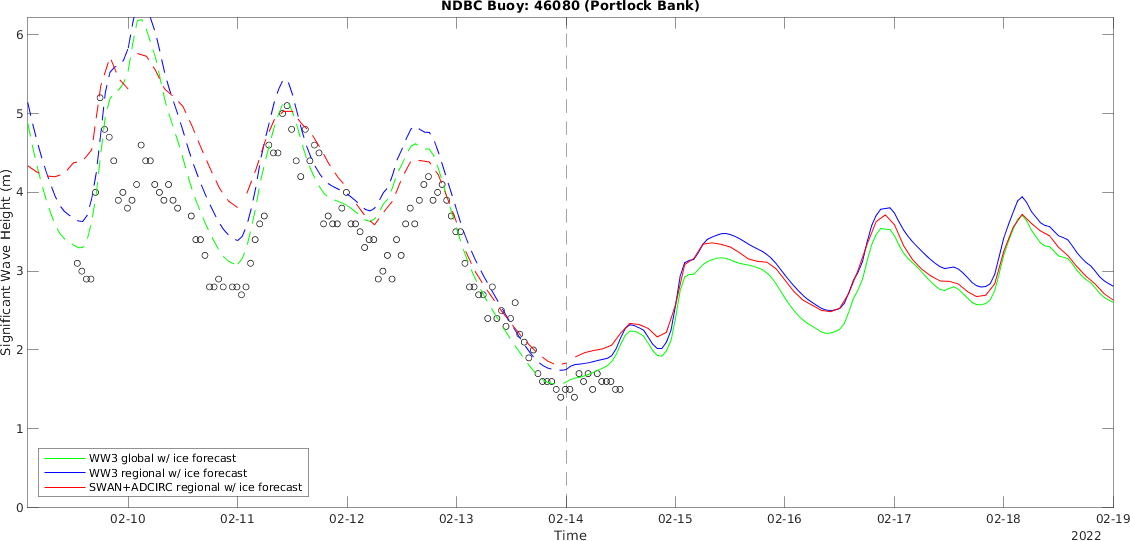 NDBC Buoy: 46080 (Portlock Bank)
6
5
4
3
2
1
0
Significant Wave Height (m)
WW3 global w/ ice forecast
WW3 regional w/ ice forecast
SWAN+ADCIRC regional w/ ice forecast
02-10 02-11 02-12 02-13 02-14 02-15 02-16 02-17 02-18 02-19
Time
2022